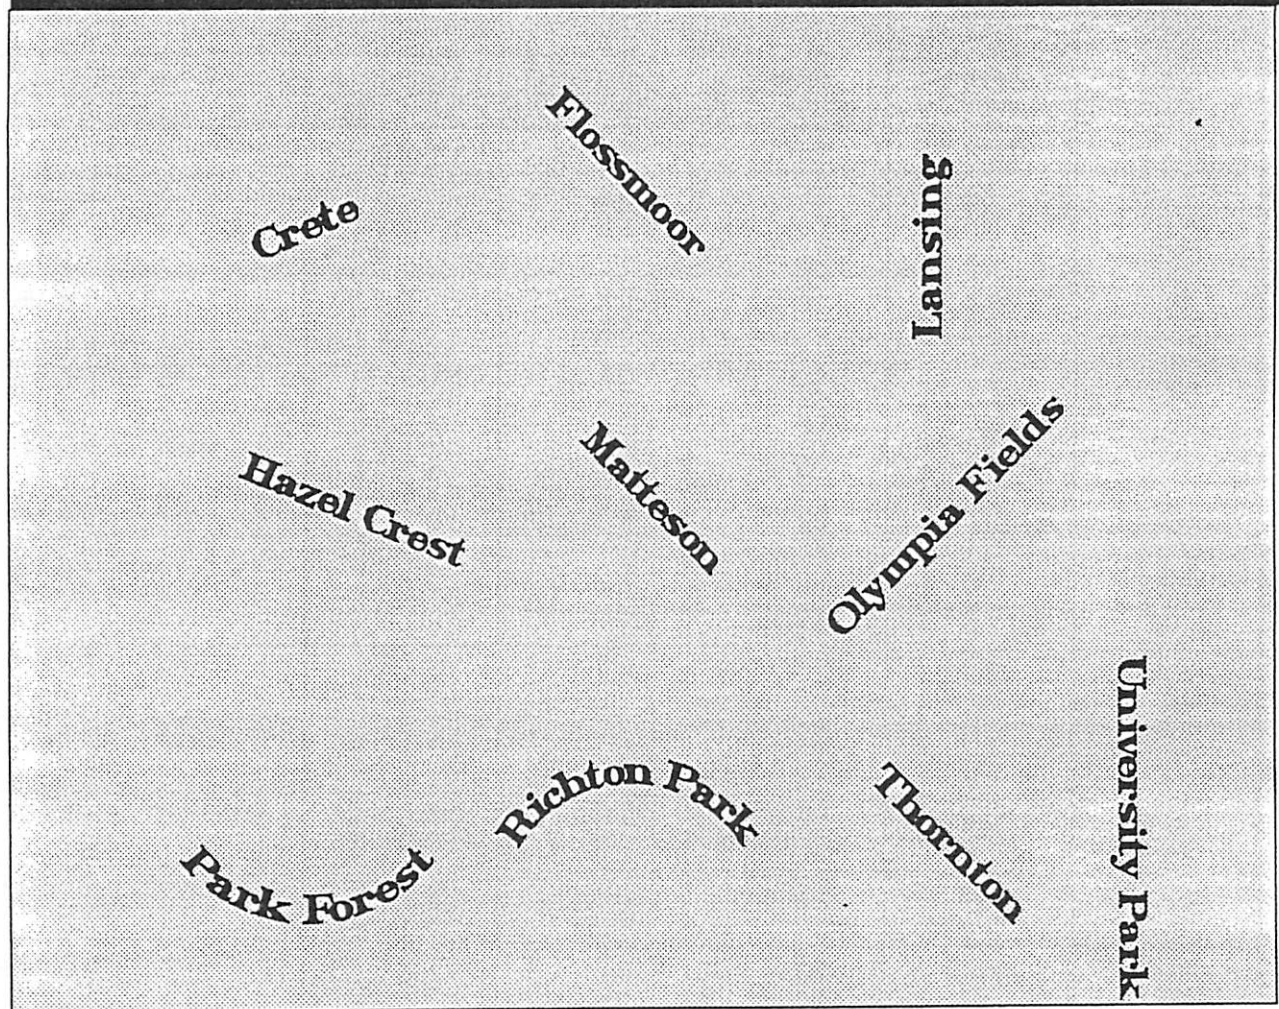 Crete
Flossmoor
Lansing
Hazel Crest
Matteson
Olympia Fields
Park Forest
Richton Park
Thornton
University Park